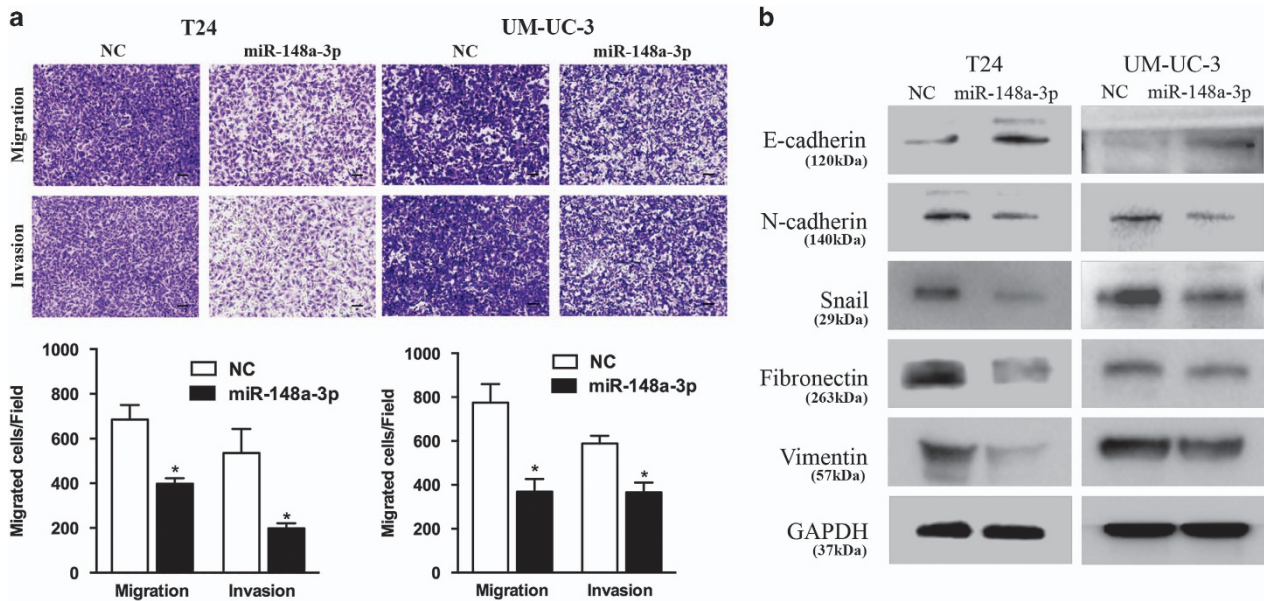 a
T24
UM-UC-3
NC
miR-148a-3p
NC
miR-148a-3p
Migration
Invasion
1000
800
600
400
200
0
Migrated cells/Field
NC
miR-148a-3p
*
*
Migration
Invasion
1000
800
600
400
200
0
Migrated cells/Field
NC
miR-148a-3p
*
*
Migration
Invasion
b
T24
UM-UC-3
NC
miR-148a-3p
NC
miR-148a-3p
E-cadherin
(120kDa)
N-cadherin
(140kDa)
Snail
(29kDa)
Fibronectin
(263kDa)
Vimentin
(57kDa)
GAPDH
(37kDa)